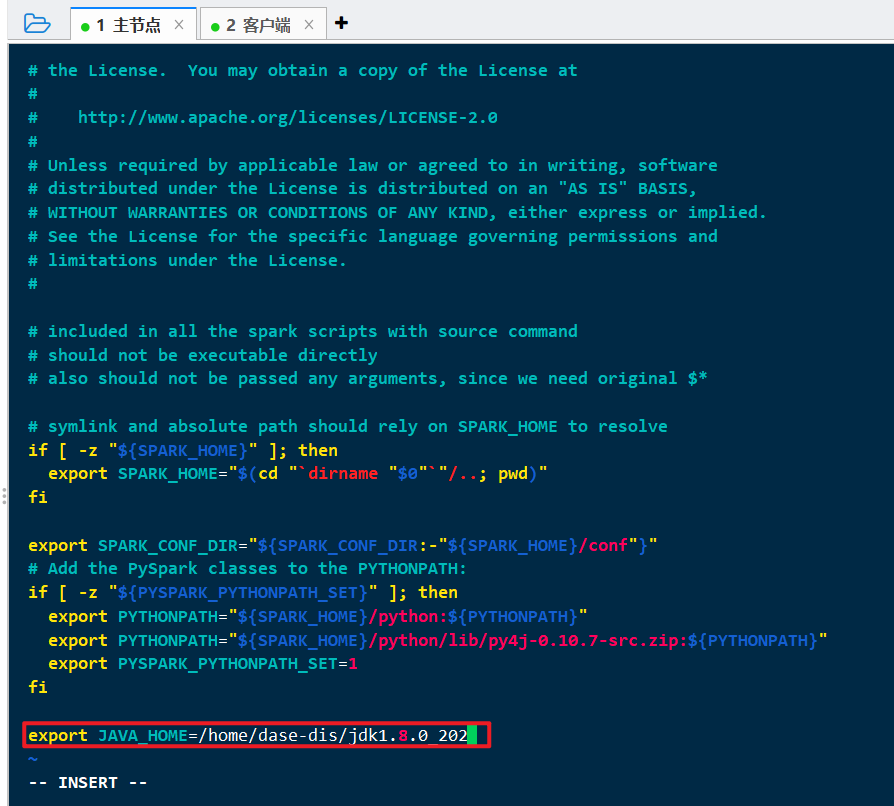 1 主节点 × 2 客户端 × +
# the License.  You may obtain a copy of the License at
#
#    http://www.apache.org/licenses/LICENSE-2.0
#
# Unless required by applicable law or agreed to in writing, software
# distributed under the License is distributed on an "AS IS" BASIS,
# WITHOUT WARRANTIES OR CONDITIONS OF ANY KIND, either express or implied.
# See the License for the specific language governing permissions and
# limitations under the License.
#
# included in all the spark scripts with source command
# should not be executable directly
# also should not be passed any arguments, since we need original $*
# symlink and absolute path should rely on SPARK_HOME to resolve
if [ -z "${SPARK_HOME}" ]; then
  export SPARK_HOME="$(cd "`dirname "$0"`"/..; pwd)"
fi
export SPARK_CONF_DIR="${SPARK_CONF_DIR:-"${SPARK_HOME}/conf"}"
# Add the PySpark classes to the PYTHONPATH:
if [ -z "${PYSPARK_PYTHONPATH_SET}" ]; then
  export PYTHONPATH="${SPARK_HOME}/python:${PYTHONPATH}"
  export PYTHONPATH="${SPARK_HOME}/python/lib/py4j-0.10.7-src.zip:${PYTHONPATH}"
  export PYSPARK_PYTHONPATH_SET=1
fi
export JAVA_HOME=/home/dase-dis/jdk1.8.0_202
~
-- INSERT --